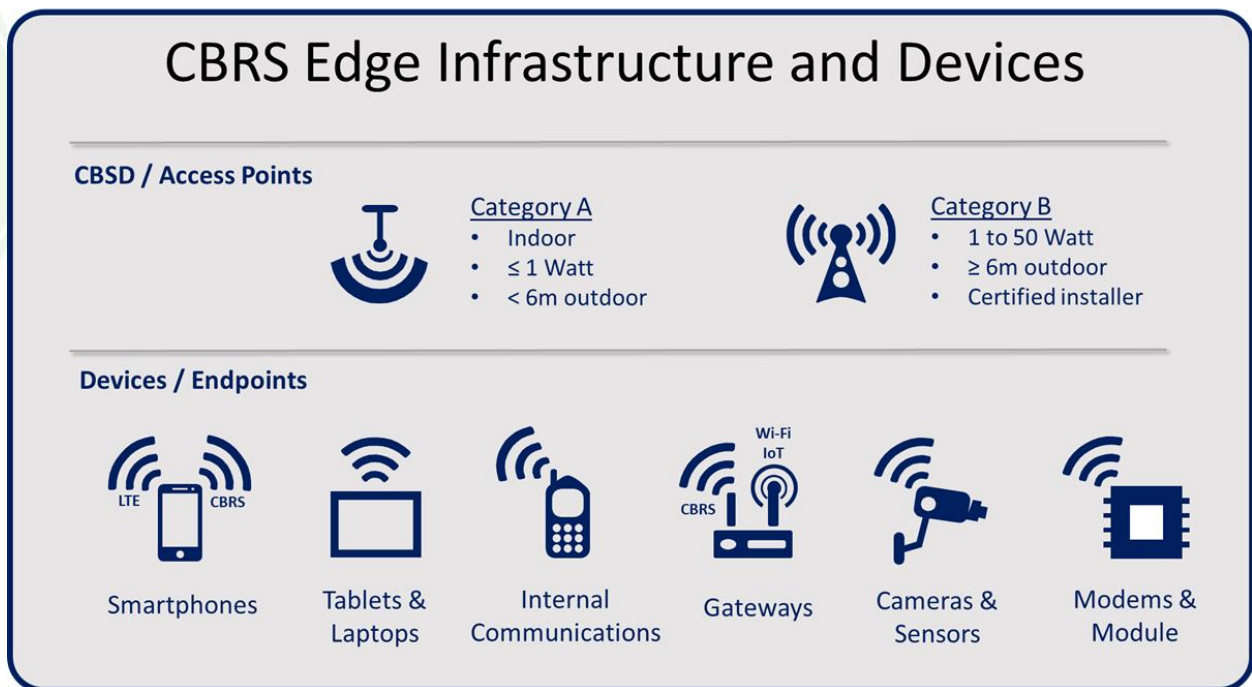 CBRS Edge Infrastructure and Devices
CBSD / Access Points
Category A
• Indoor
• ≤ 1 Watt
• < 6m outdoor
Category B
• 1 to 50 Watt
• ≥ 6m outdoor
• Certified installer
Devices / Endpoints
LTE
CBRS
Smartphones
Tablets &
Laptops
Internal
Communications
Wi-Fi
IoT
CBRS
Gateways
Cameras &
Sensors
Modems &
Module